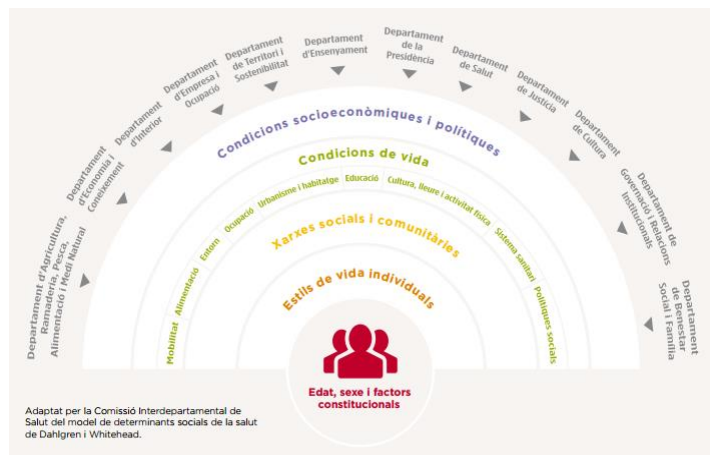 Departament d'Agricultura,
Ramaderia, Pesca,
Alimentació i Medi Natural
Departament
d'Economia i
Coneixement
Departament
d'Interior
Departament
d'Empresa i
Ocupació
Departament
de Territori i
Sostenibilitat
Departament
d'Ensenyament
Departament
de la
Presidència
Departament
de Salut
Departament
de Justícia
Departament
de Cultura
Departament de
Governació i Relacions
Institucionals
Departament
de Benestar
Social i Família
Condicions socioeconòmiques i polítiques
Condicions de vida
Mobilitat
Alimentació
Entorn
Ocupació
Urbanisme i habitatge
Educació
Cultura, lleure i activitat física
Sistema sanitari
Polítiques socials
Xarxes socials i comunitàries
Estils de vida individuals
Edat, sexe i factors
constitucionals
Adaptat per la Comissió Interdepartamental de
Salut del model de determinants socials de la salut
de Dahlgren i Whitehead.